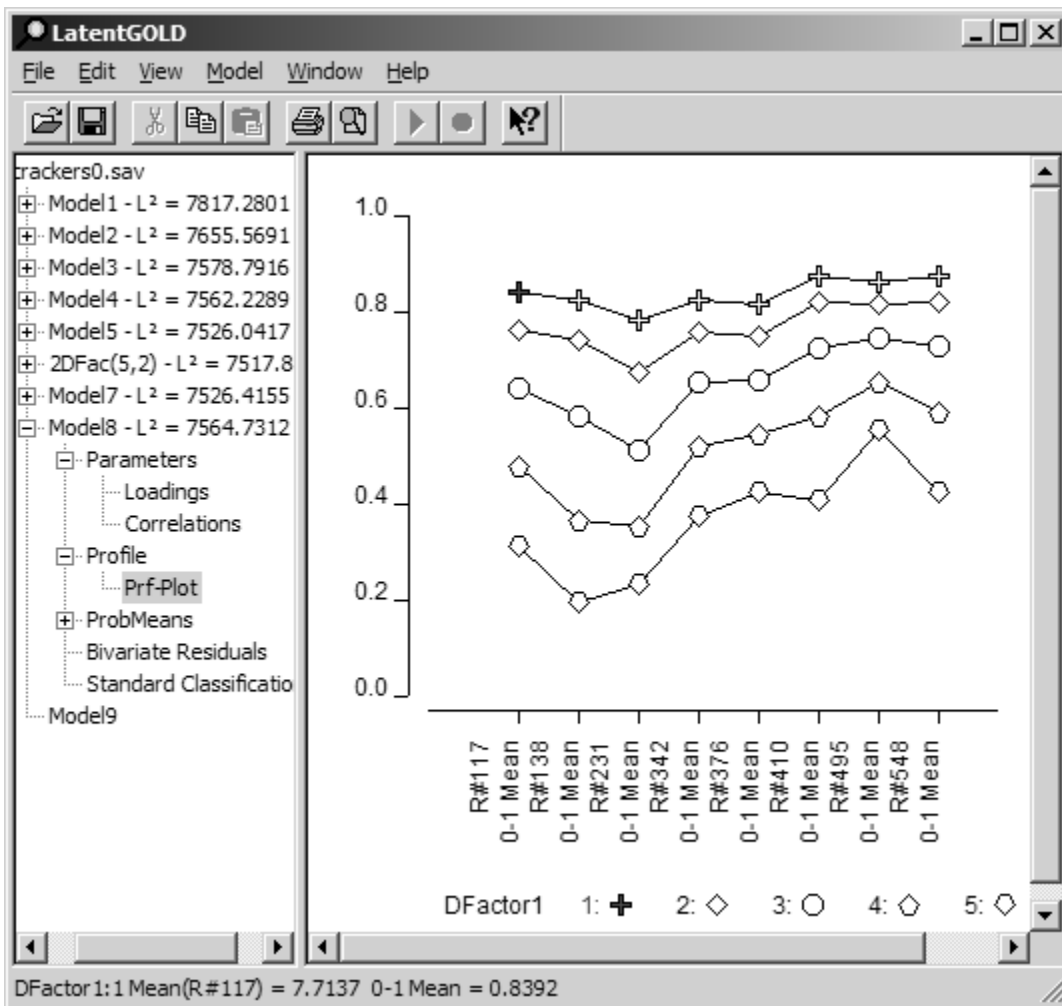 LatentGOLD
File Edit View Model Window Help
crackers0.sav
Model1 - L² = 7817.2801
Model2 - L² = 7655.5691
Model3 - L² = 7578.7916
Model4 - L² = 7562.2289
Model5 - L² = 7526.0417
2DFac(5,2) - L² = 7517.8
Model7 - L² = 7526.4155
Model8 - L² = 7564.7312
Parameters
Loadings
Correlations
Profile
Prf-Plot
ProbMeans
Bivariate Residuals
Standard Classificatio
Model9
1.0
0.8
0.6
0.4
0.2
0.0
R#117
0-1 Mean
R#138
0-1 Mean
R#231
0-1 Mean
R#342
0-1 Mean
R#376
0-1 Mean
R#410
0-1 Mean
R#495
0-1 Mean
R#548
0-1 Mean
DFactor1 1: 2: 3: 4: 5:
DFactor1:1 Mean(R#117) = 7.7137 0-1 Mean = 0.8392